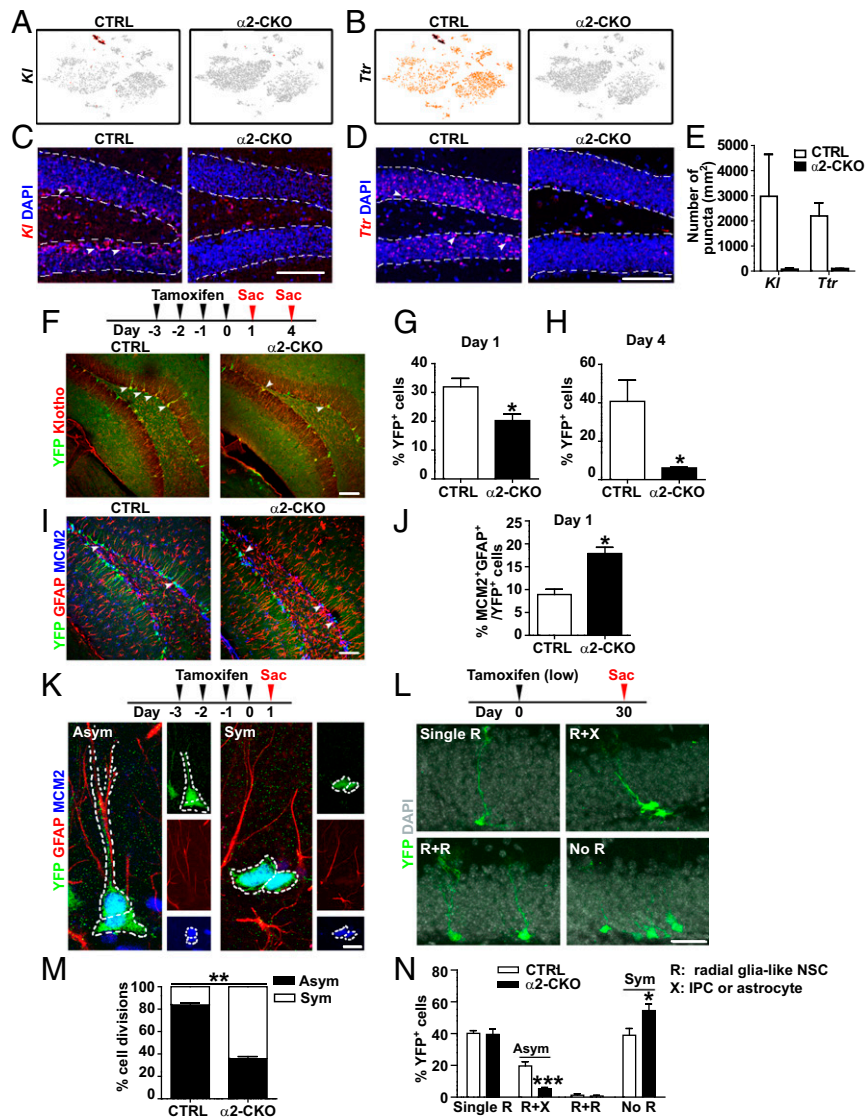 A
CTRL
α2-CKO
Kl
B
CTRL
α2-CKO
Ttr
C
CTRL
α2-CKO
Kl DAPI
D
CTRL
α2-CKO
Ttr DAPI
E
CTRL
α2-CKO
Number of
puncta (mm²)
5000
4000
3000
2000
1000
0
Kl Ttr
F
Tamoxifen Sac Sac
Day -3 -2 -1 0 1 4
CTRL
α2-CKO
YFP Klotho
G
Day 1
% YFP⁺ cells
40
30
20
10
0
*
CTRL α2-CKO
H
Day 4
% YFP⁺ cells
60
40
20
0
*
CTRL α2-CKO
I
CTRL
α2-CKO
YFP GFAP MCM2
J
Day 1
% MCM2⁺GFAP⁺
/YFP⁺ cells
25
20
15
10
5
0
*
CTRL α2-CKO
K
Tamoxifen Sac
Day -3 -2 -1 0 1
Asym
Sym
YFP GFAP MCM2
L
Tamoxifen (low) Sac
Day 0 30
Single R
R+X
R+R
No R
YFP DAPI
M
% cell divisions
100
80
60
40
20
0
**
Asym
Sym
CTRL α2-CKO
N
CTRL
α2-CKO
R: radial glia-like NSC
X: IPC or astrocyte
% YFP⁺ cells
80
60
40
20
0
Asym
***
Sym
*
Single R R+X R+R No R